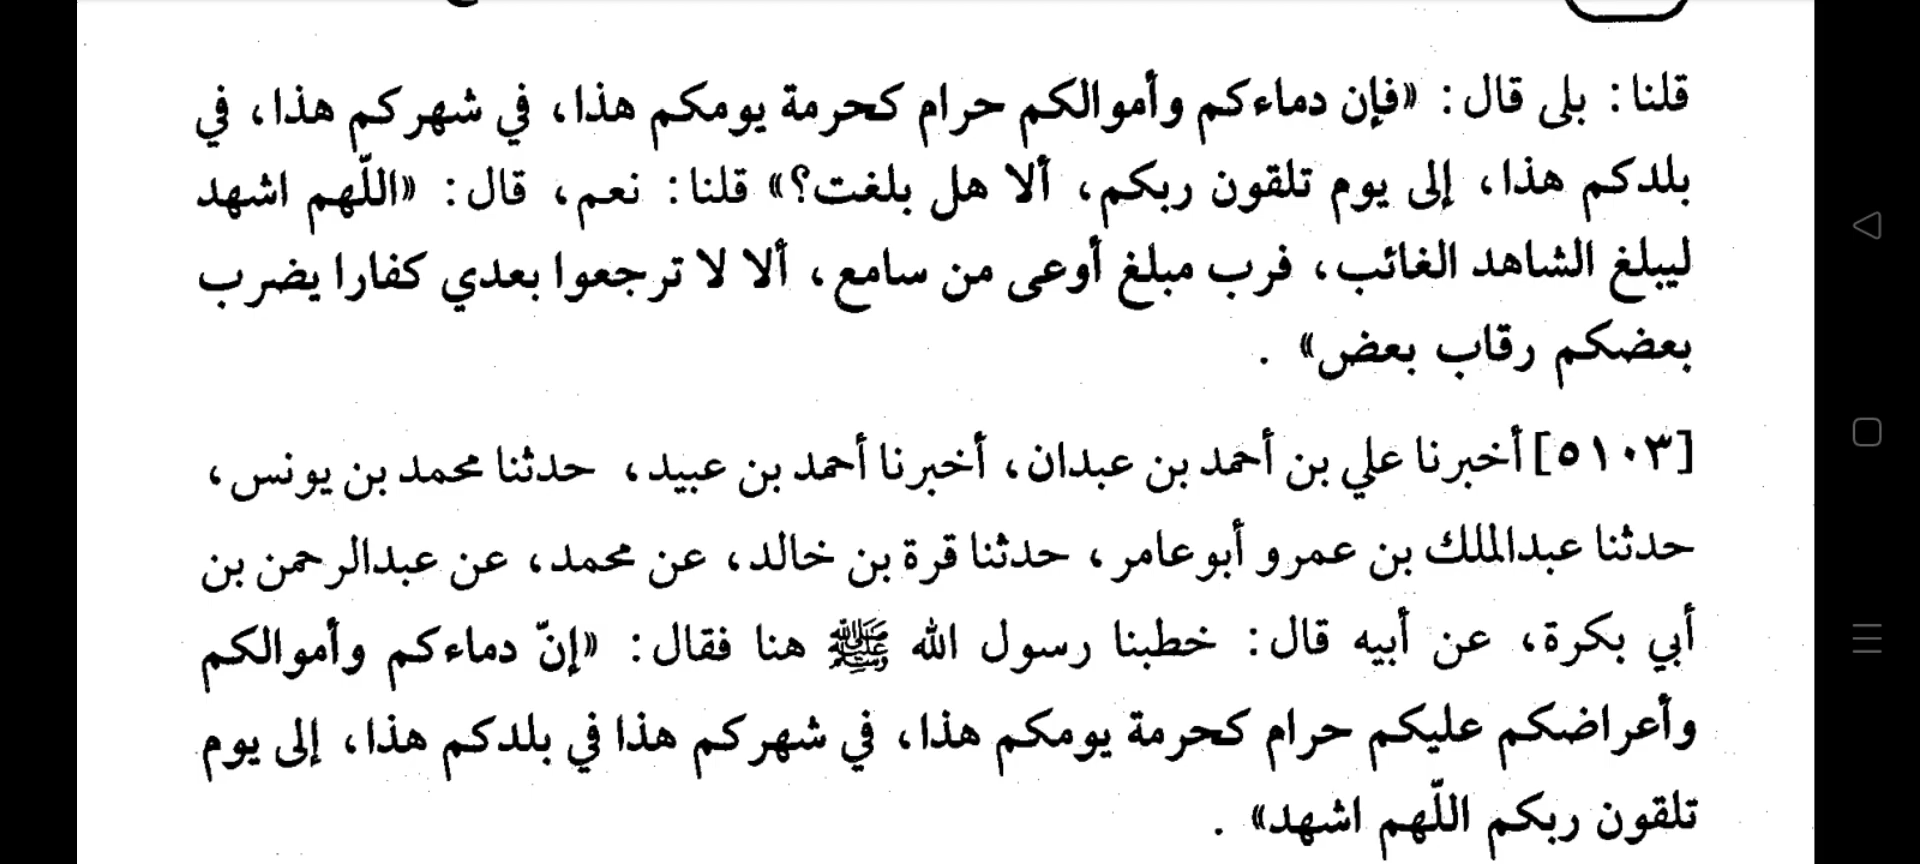 قلنا: بلى قال: «فإن دماءكم وأموالكم حرام كحرمة يومكم هذا، في شهركم هذا، في
بلدكم هذا، إلى يوم تلقون ربكم، ألا هل بلغت؟» قلنا: نعم، قال: «اللّهم اشهد
ليبلغ الشاهد الغائب، فرب مبلغ أوعى من سامع، ألا لا ترجعوا بعدي كفارا يضرب
بعضكم رقاب بعض» .
[٥١٠٣] أخبرنا علي بن أحمد بن عبدان، أخبرنا أحمد بن عبيد، حدثنا محمد بن يونس،
حدثنا عبدالملك بن عمرو أبوعامر، حدثنا قرة بن خالد، عن محمد، عن عبدالرحمن بن
أبي بكرة، عن أبيه قال: خطبنا رسول الله ﷺ هنا فقال: «إنّ دماءكم وأموالكم
وأعراضكم عليكم حرام كحرمة يومكم هذا، في شهركم هذا في بلدكم هذا، إلى يوم
تلقون ربكم اللّهم اشهد» .